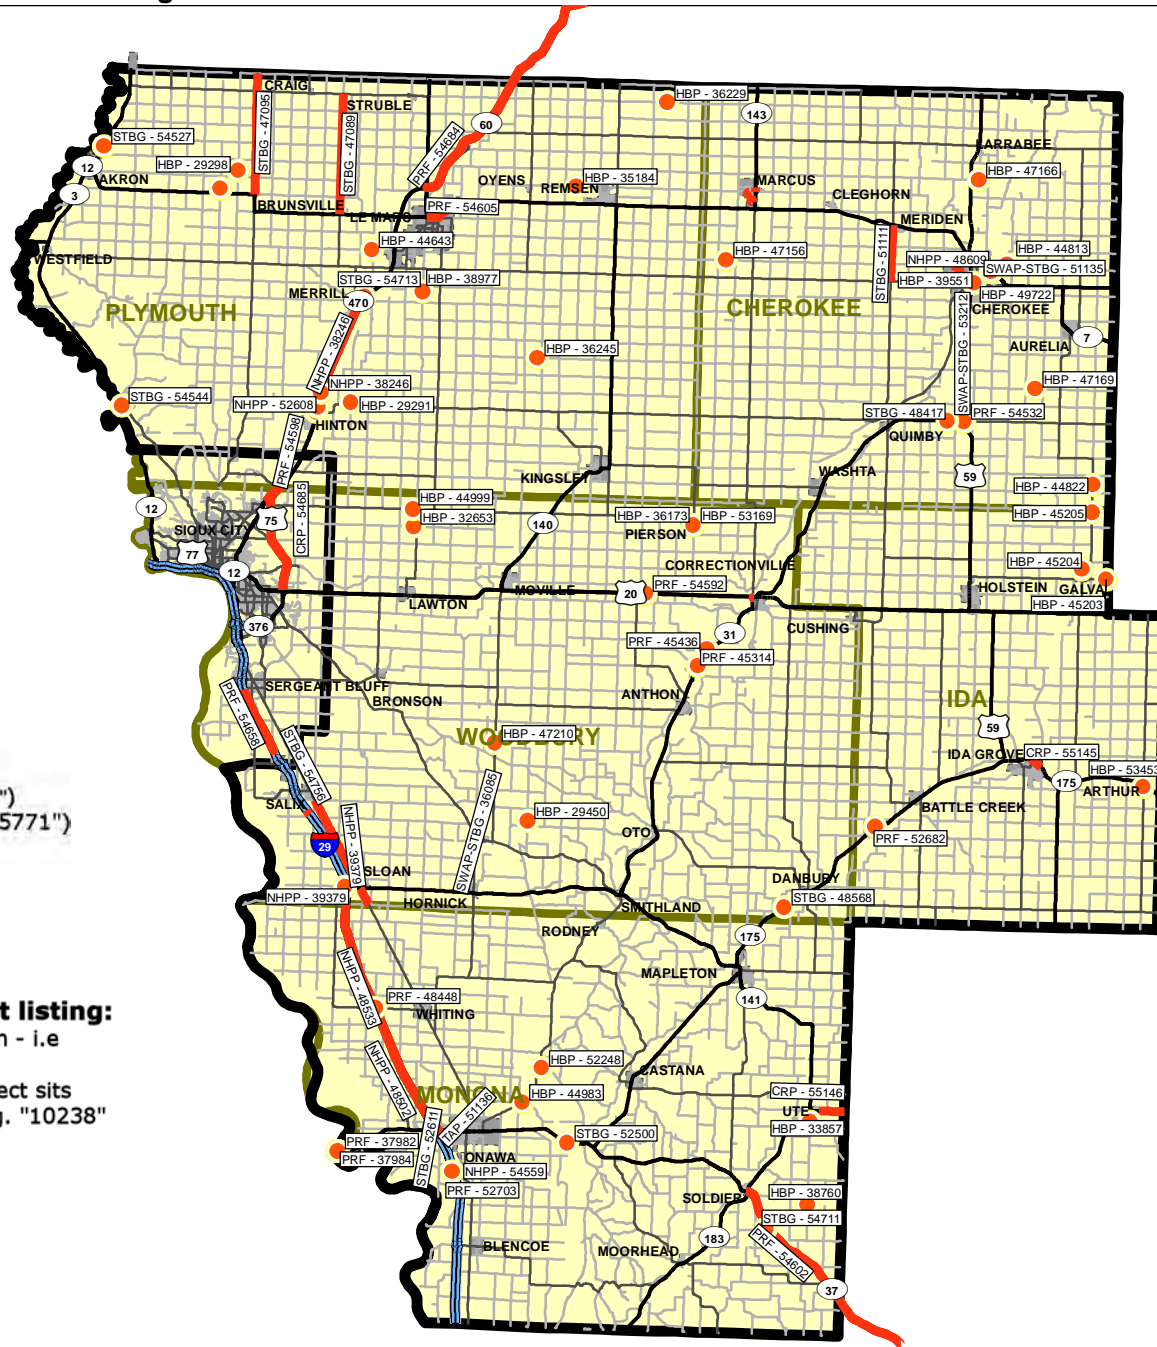 HBP - 36229
CRAIG
STRUBLE
143
60
STBG - 47095
STBG - 47089
STBG - 54527
PRF - 54684
LARRABEE
HBP - 29298
12
AKRON
3
OYENS
HBP - 35184
REMSEN
MARCUS
HBP - 47166
CLEGHORN
BRUNSVILLE
PRF - 54605
LE MARS
MERIDEN
HBP - 44643
WESTFIELD
HBP - 47156
STBG - 51111
HBP - 44813
NHPP - 48609
SWAP-STBG - 51135
STBG - 54713
HBP - 38977
HBP - 39551
MERRILL
HBP - 49722
470
PLYMOUTH
CHEROKEE
CHEROKEE
NHPP - 38246
SWAP-STBG - 53212
7
AURELIA
HBP - 36245
NHPP - 38246
HBP - 47169
STBG - 54544
NHPP - 52608
HBP - 29291
HINTON
STBG - 48417
PRF - 54532
QUIMBY
PRF - 54598
KINGSLEY
WASHTA
59
HBP - 44822
CRP - 54685
HBP - 44999
12
HBP - 32653
75
140
HBP - 36173
HBP - 53169
HBP - 45205
SIOUX CITY
PIERSON
77
12
CORRECTIONVILLE
HBP - 45204
MOVILLE
20
PRF - 54592
HOLSTEIN
GALVA
LAWTON
HBP - 45203
376
31
CUSHING
PRF - 45436
PRF - 45314
SERGEANT BLUFF
BRONSON
ANTHON
IDA
PRF - 54658
59
WOODBURY
HBP - 47210
STBG - 54756
IDA GROVE
CRP - 55145
HBP - 53453
175
ARTHUR
")
SALIX
BATTLE CREEK
5771")
NHPP - 39379
SWAP-STBG - 36085
HBP - 29450
OTO
PRF - 52682
29
SLOAN
DANBURY
NHPP - 39379
HORNICK
STBG - 48568
SMITHLAND
RODNEY
175
NHPP - 48533
MAPLETON
PRF - 48448
141
t listing:
WHITING
n - i.e
HBP - 52248
NHPP - 48502
CASTANA
ect sits
MONONA
HBP - 44983
CRP - 55146
g. "10238"
TAP - 51136
UTE
STBG - 52611
HBP - 33857
PRF - 37982
STBG - 52500
PRF - 37984
ONAWA
NHPP - 54559
PRF - 52703
SOLDIER
HBP - 38760
STBG - 54711
183
BLENCOE
MOORHEAD
PRF - 54602
37